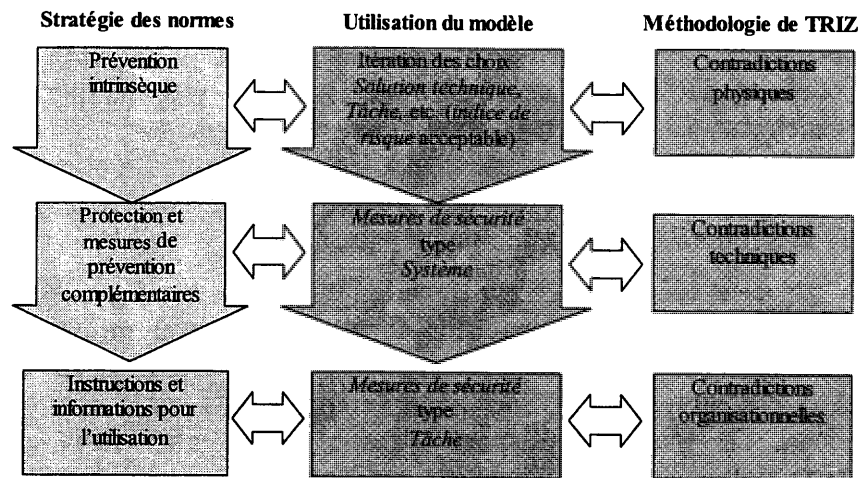 Stratégie des normes
Utilisation du modèle
Méthodologie de TRIZ
Prévention
intrinsèque
Itération des choix
Solution technique,
Tâche, etc. (indice de
risque acceptable)
Contradictions
physiques
Protection et
mesures de
prévention
complémentaires
Mesures de sécurité
type
Système
Contradictions
techniques
Instructions et
informations pour
l'utilisation
Mesures de sécurité
type
Tâche
Contradictions
organisationnelles